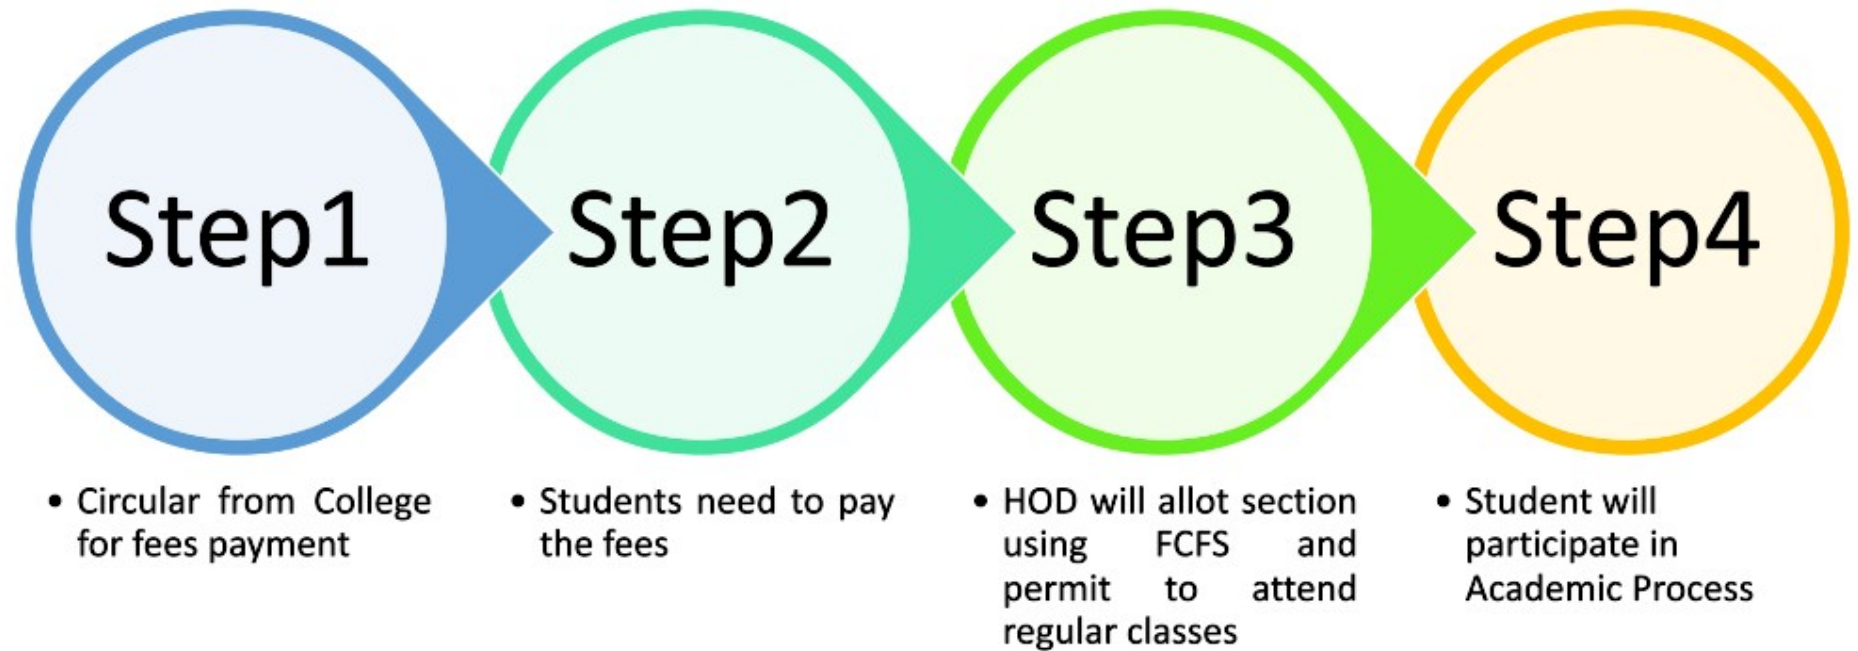 Step1
Step2
Step3
Step4
• Circular from College
for fees payment
• Students need to pay
the fees
• HOD will allot section
using FCFS and
permit to attend
regular classes
• Student will
participate in
Academic Process